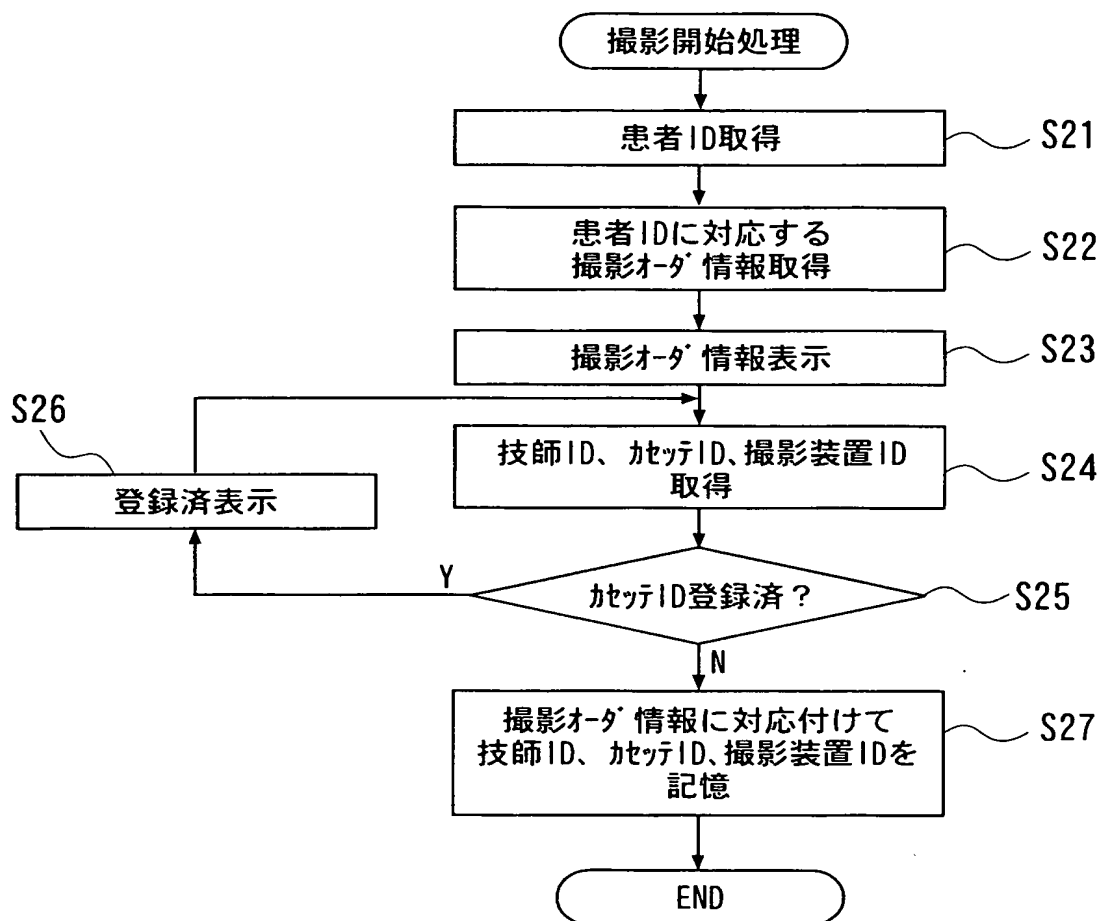 撮影開始処理
患者ID取得
S21
患者IDに対応する
撮影ｵｰﾀﾞ情報取得
S22
撮影ｵｰﾀﾞ情報表示
S23
S26
登録済表示
技師ID、ｶｾｯﾃID、撮影装置ID
取得
S24
Y
ｶｾｯﾃID登録済？
S25
N
撮影ｵｰﾀﾞ情報に対応付けて
技師ID、ｶｾｯﾃID、撮影装置IDを
記憶
S27
END